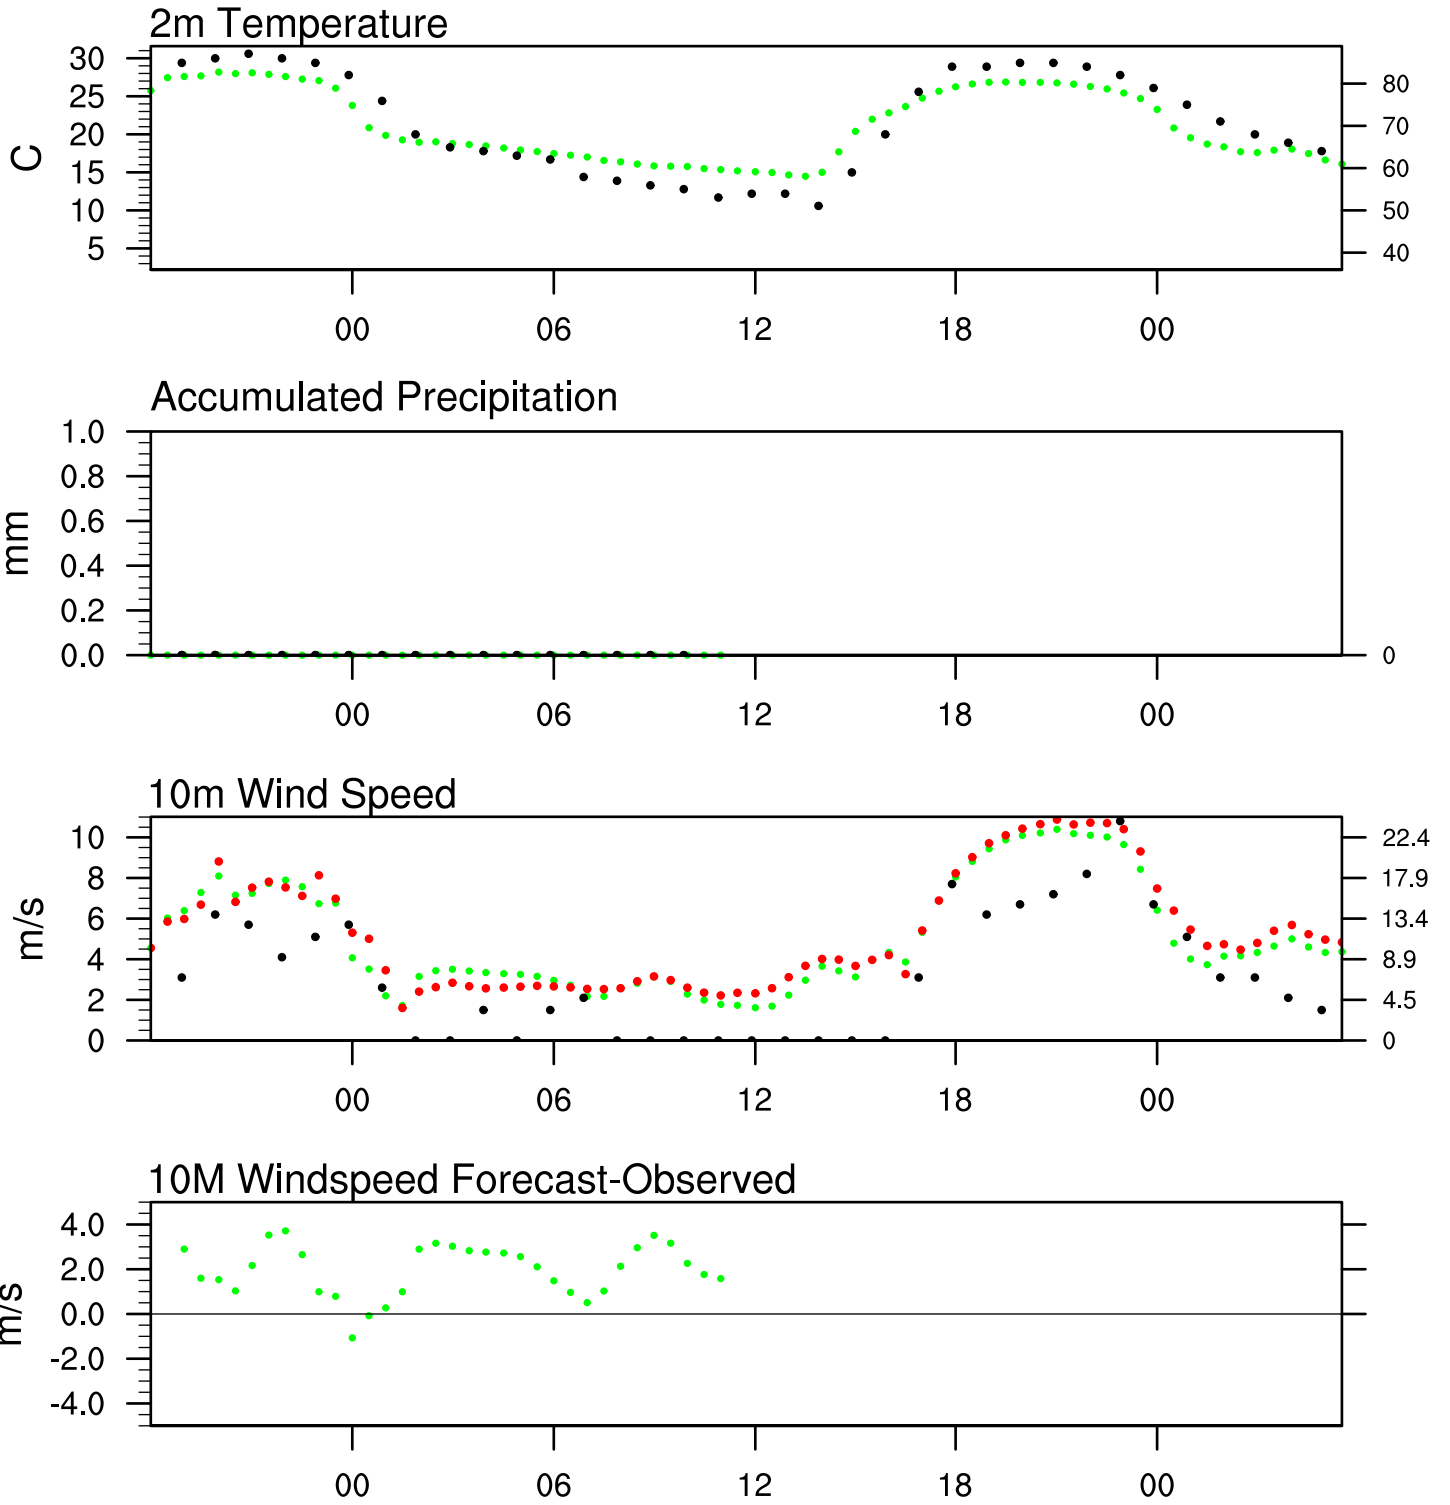 2m Temperature
30
25
20
15
10
5
C
80
70
60
50
40
00 06 12 18 00
Accumulated Precipitation
1.0
0.8
0.6
0.4
0.2
0.0
mm
0
00 06 12 18 00
10m Wind Speed
10
8
6
4
2
0
m/s
22.4
17.9
13.4
8.9
4.5
0
00 06 12 18 00
10M Windspeed Forecast-Observed
4.0
2.0
0.0
-2.0
-4.0
m/s
00 06 12 18 00